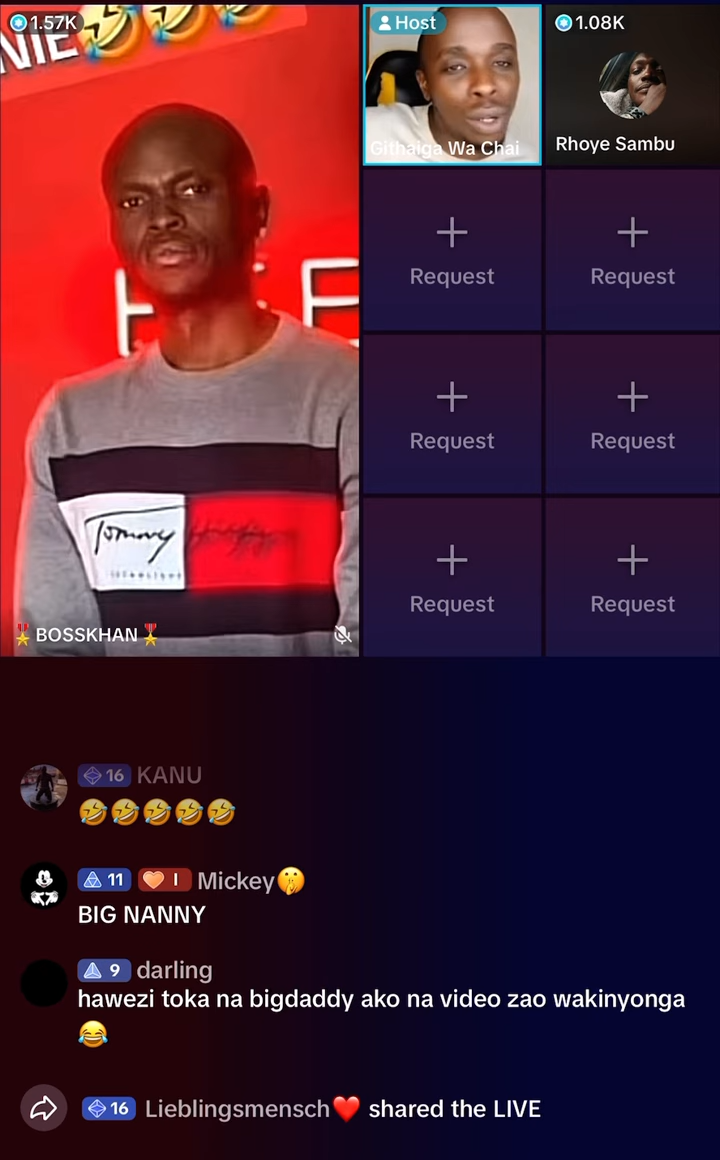 1.57K
NIE🤣🤣🤣
Tommy
🎖️BOSSKHAN🎖️
Host
Githaiga Wa Chai
1.08K
Rhoye Sambu
+
Request
+
Request
+
Request
+
Request
+
Request
+
Request
16 KANU
🤣🤣🤣🤣🤣
11 I Mickey🤫
BIG NANNY
9 darling
hawezi toka na bigdaddy ako na video zao wakinyonga
😂
16 Lieblingsmensch❤️ shared the LIVE